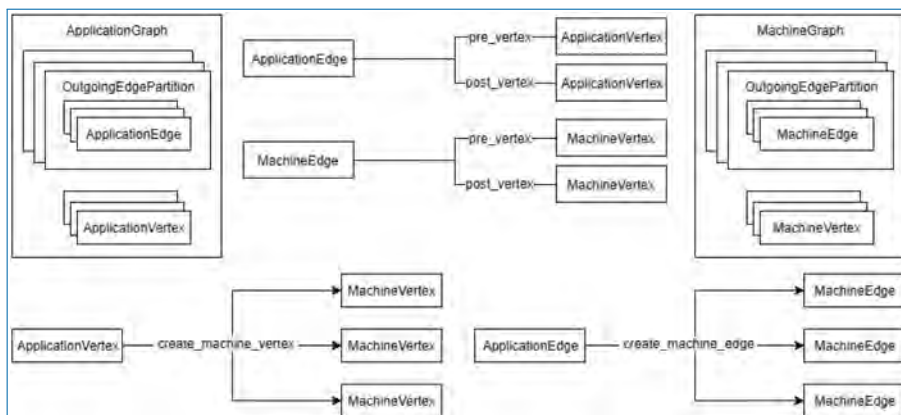 ApplicationGraph
OutgoingEdgePartition
ApplicationEdge
ApplicationVertex
ApplicationEdge
pre_vertex
ApplicationVertex
post_vertex
ApplicationVertex
MachineEdge
pre_vertex
MachineVertex
post_vertex
MachineVertex
MachineGraph
OutgoingEdgePartition
MachineEdge
MachineVertex
ApplicationVertex
create_machine_vertex
MachineVertex
MachineVertex
MachineVertex
ApplicationEdge
create_machine_edge
MachineEdge
MachineEdge
MachineEdge